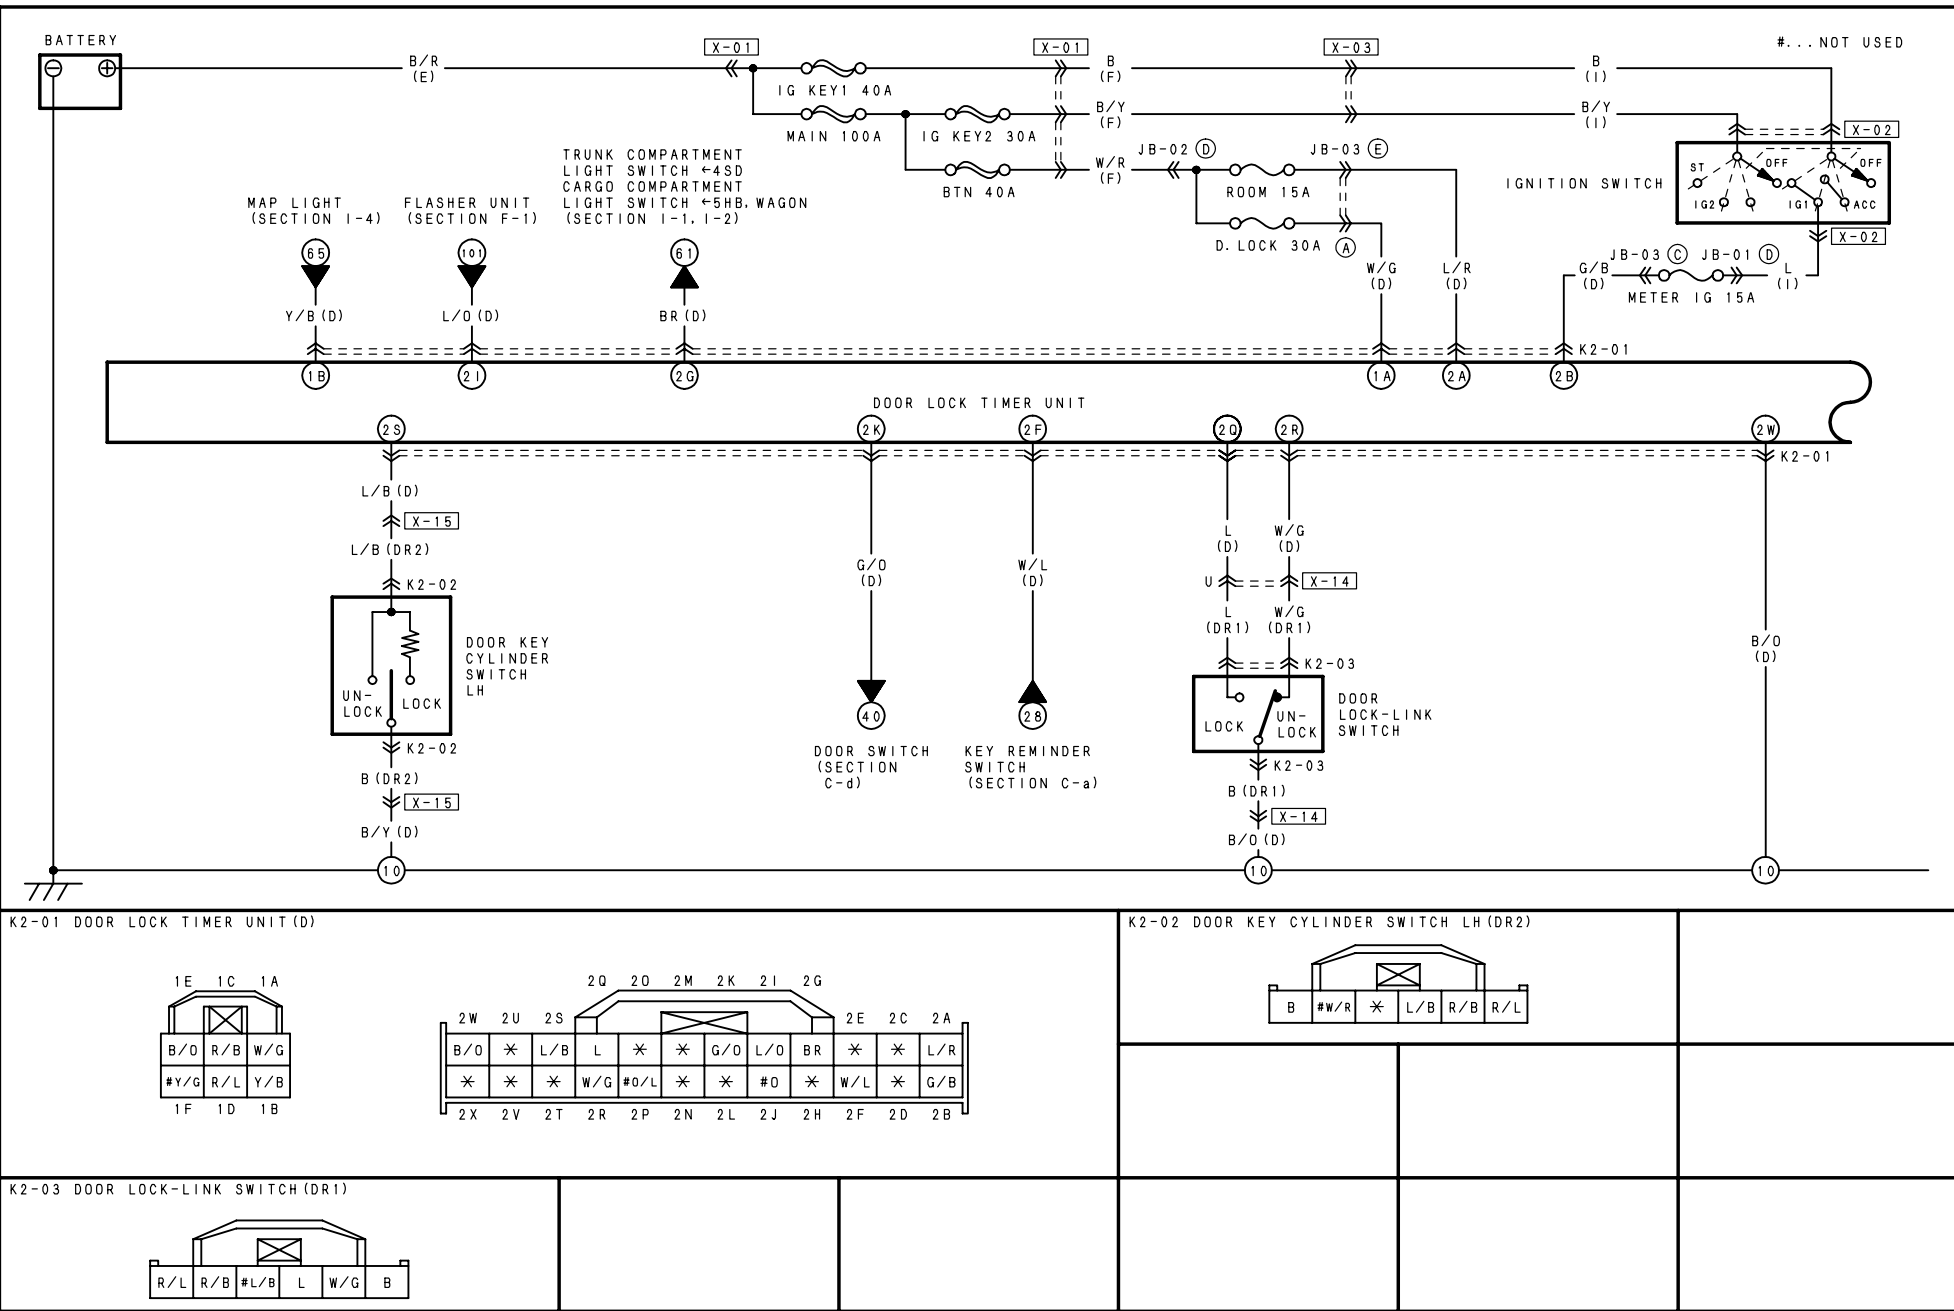 BATTERY
#...NOT USED
X-01
X-01
X-03
B/R
(E)
IG KEY1 40A
B
(F)
B
(I)
MAIN 100A
IG KEY2 30A
B/Y
(F)
B/Y
(I)
X-02
BTN 40A
W/R
(F)
JB-02 D
JB-03 E
ROOM 15A
D.LOCK 30A A
IGNITION SWITCH
ST
OFF
OFF
IG2
IG1
ACC
X-02
TRUNK COMPARTMENT
LIGHT SWITCH ←4SD
CARGO COMPARTMENT
LIGHT SWITCH ←5HB.WAGON
(SECTION I-1.I-2)
MAP LIGHT
(SECTION I-4)
FLASHER UNIT
(SECTION F-1)
65
101
61
W/G
(D)
L/R
(D)
G/B
(D)
JB-03 C
JB-01 D
L
(I)
METER IG 15A
Y/B(D)
L/O(D)
BR(D)
K2-01
1B
2I
2G
1A
2A
2B
DOOR LOCK TIMER UNIT
2S
2K
2F
2Q
2R
2W
K2-01
L/B(D)
X-15
L/B(DR2)
K2-02
DOOR KEY
CYLINDER
SWITCH
LH
UN-
LOCK
LOCK
K2-02
B(DR2)
X-15
B/Y(D)
G/O
(D)
40
DOOR SWITCH
(SECTION
C-d)
W/L
(D)
28
KEY REMINDER
SWITCH
(SECTION C-a)
L
(D)
W/G
(D)
U
X-14
L
(DR1)
W/G
(DR1)
K2-03
DOOR
LOCK-LINK
SWITCH
LOCK
UN-
LOCK
K2-03
B(DR1)
X-14
B/O(D)
B/O
(D)
10
10
10
K2-01 DOOR LOCK TIMER UNIT(D)
1E 1C 1A
B/O R/B W/G
#Y/G R/L Y/B
1F 1D 1B
2Q 2O 2M 2K 2I 2G
2W 2U 2S 2E 2C 2A
B/O * L/B L * * G/O L/O BR * * L/R
* * * W/G #O/L * * #O * W/L * G/B
2X 2V 2T 2R 2P 2N 2L 2J 2H 2F 2D 2B
K2-02 DOOR KEY CYLINDER SWITCH LH(DR2)
B #W/R * L/B R/B R/L
K2-03 DOOR LOCK-LINK SWITCH(DR1)
R/L R/B #L/B L W/G B